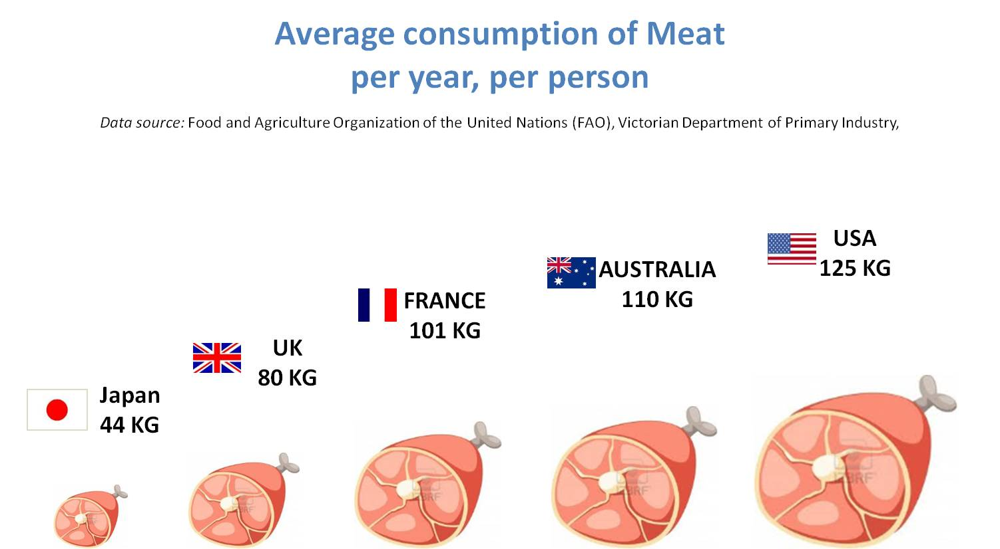 Average consumption of Meat
per year, per person
Data source: Food and Agriculture Organization of the United Nations (FAO), Victorian Department of Primary Industry,
Japan
44 KG
UK
80 KG
FRANCE
101 KG
AUSTRALIA
110 KG
USA
125 KG